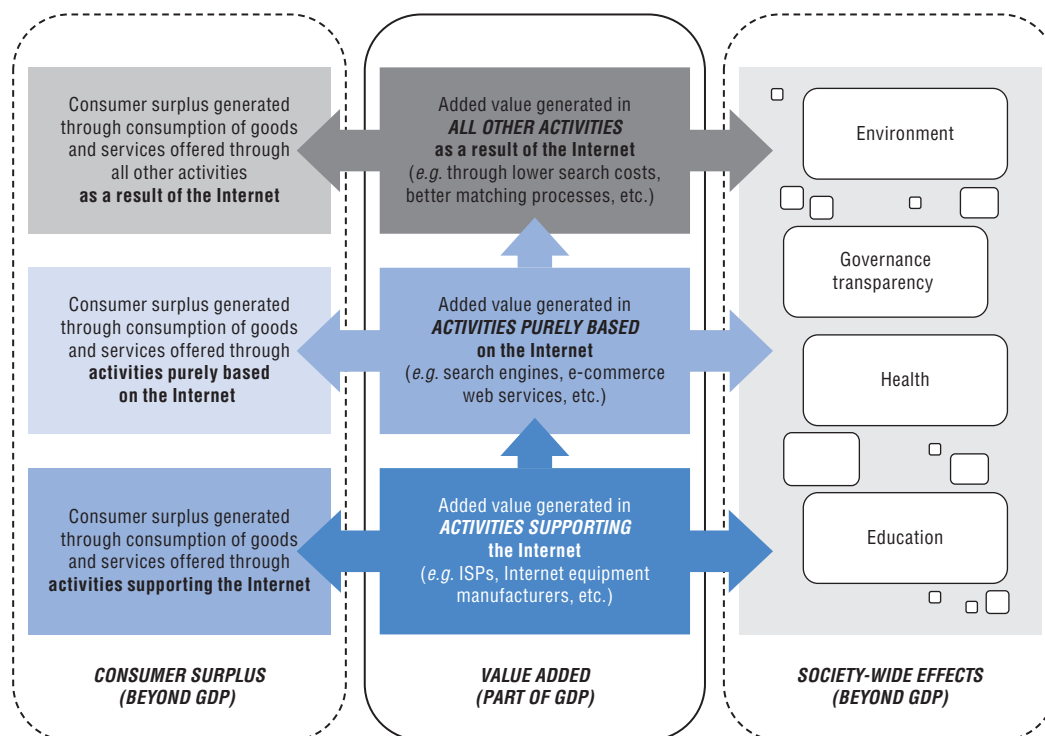 Consumer surplus generated
through consumption of goods
and services offered through
all other activities
as a result of the Internet
Consumer surplus generated
through consumption of goods
and services offered through
activities purely based
on the Internet
Consumer surplus generated
through consumption of goods
and services offered through
activities supporting the Internet
CONSUMER SURPLUS
(BEYOND GDP)
Added value generated in
ALL OTHER ACTIVITIES
as a result of the Internet
(e.g. through lower search costs,
better matching processes, etc.)
Added value generated in
ACTIVITIES PURELY BASED
on the Internet
(e.g. search engines, e-commerce
web services, etc.)
Added value generated in
ACTIVITIES SUPPORTING
the Internet
(e.g. ISPs, Internet equipment
manufacturers, etc.)
VALUE ADDED
(PART OF GDP)
Environment
Governance
transparency
Health
Education
SOCIETY-WIDE EFFECTS
(BEYOND GDP)